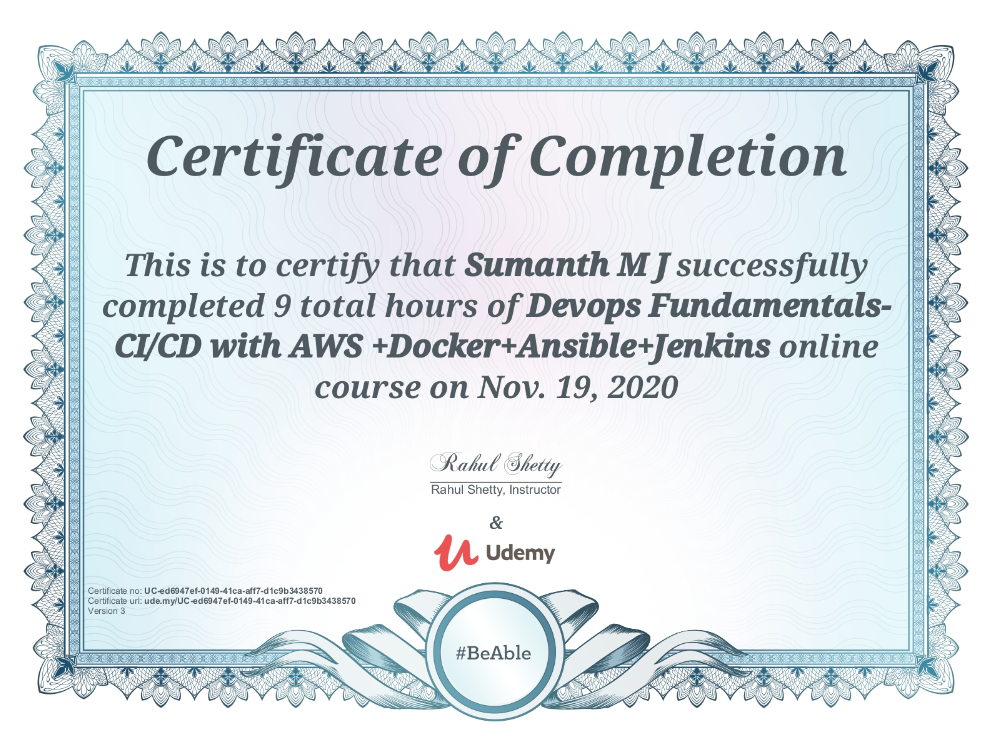 Certificate of Completion
This is to certify that Sumanth M J successfully
completed 9 total hours of Devops Fundamentals-
CI/CD with AWS +Docker+Ansible+Jenkins online
course on Nov. 19, 2020
Rahul Shetty
Rahul Shetty, Instructor
&
Udemy
Certificate no: UC-ed6947ef-0149-41ca-aff7-d1c9b3438570
Certificate url: ude.my/UC-ed6947ef-0149-41ca-aff7-d1c9b3438570
Version 3
#BeAble